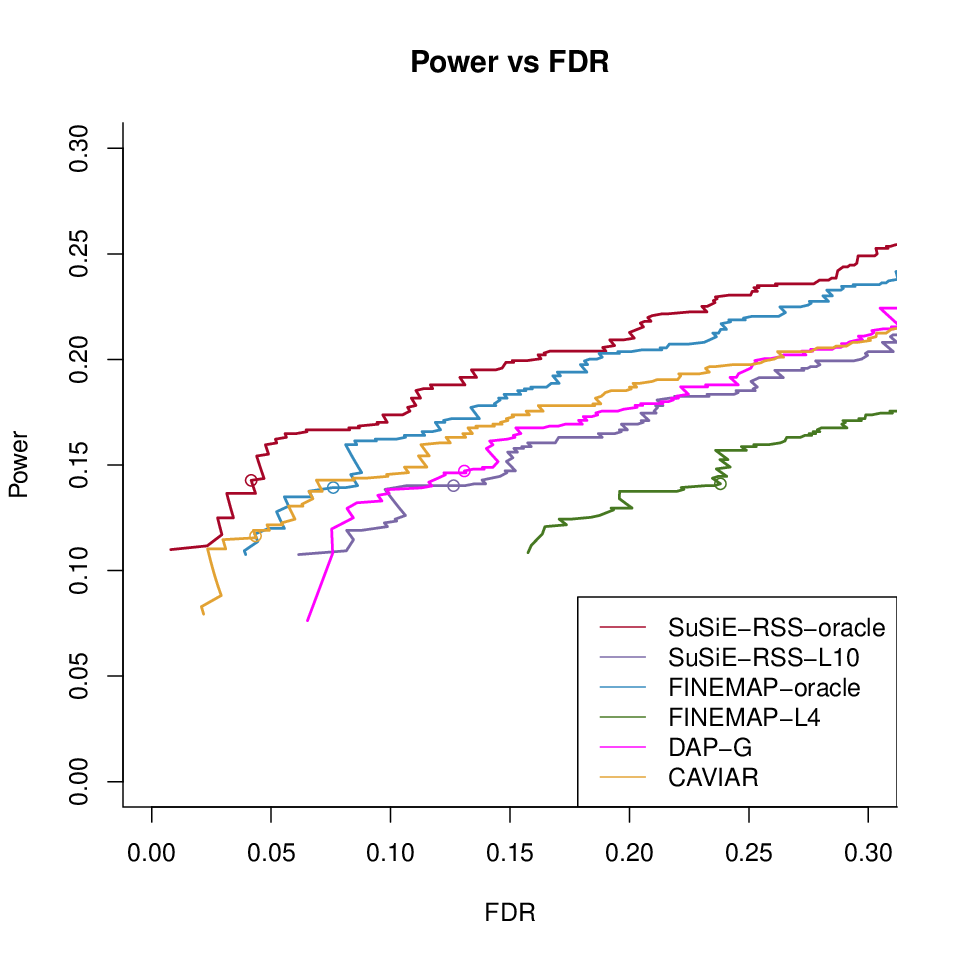 Power vs FDR
Power
0.30
0.25
0.20
0.15
0.10
0.05
0.00
SuSiE−RSS−oracle
SuSiE−RSS−L10
FINEMAP−oracle
FINEMAP−L4
DAP−G
CAVIAR
0.00 0.05 0.10 0.15 0.20 0.25 0.30
FDR